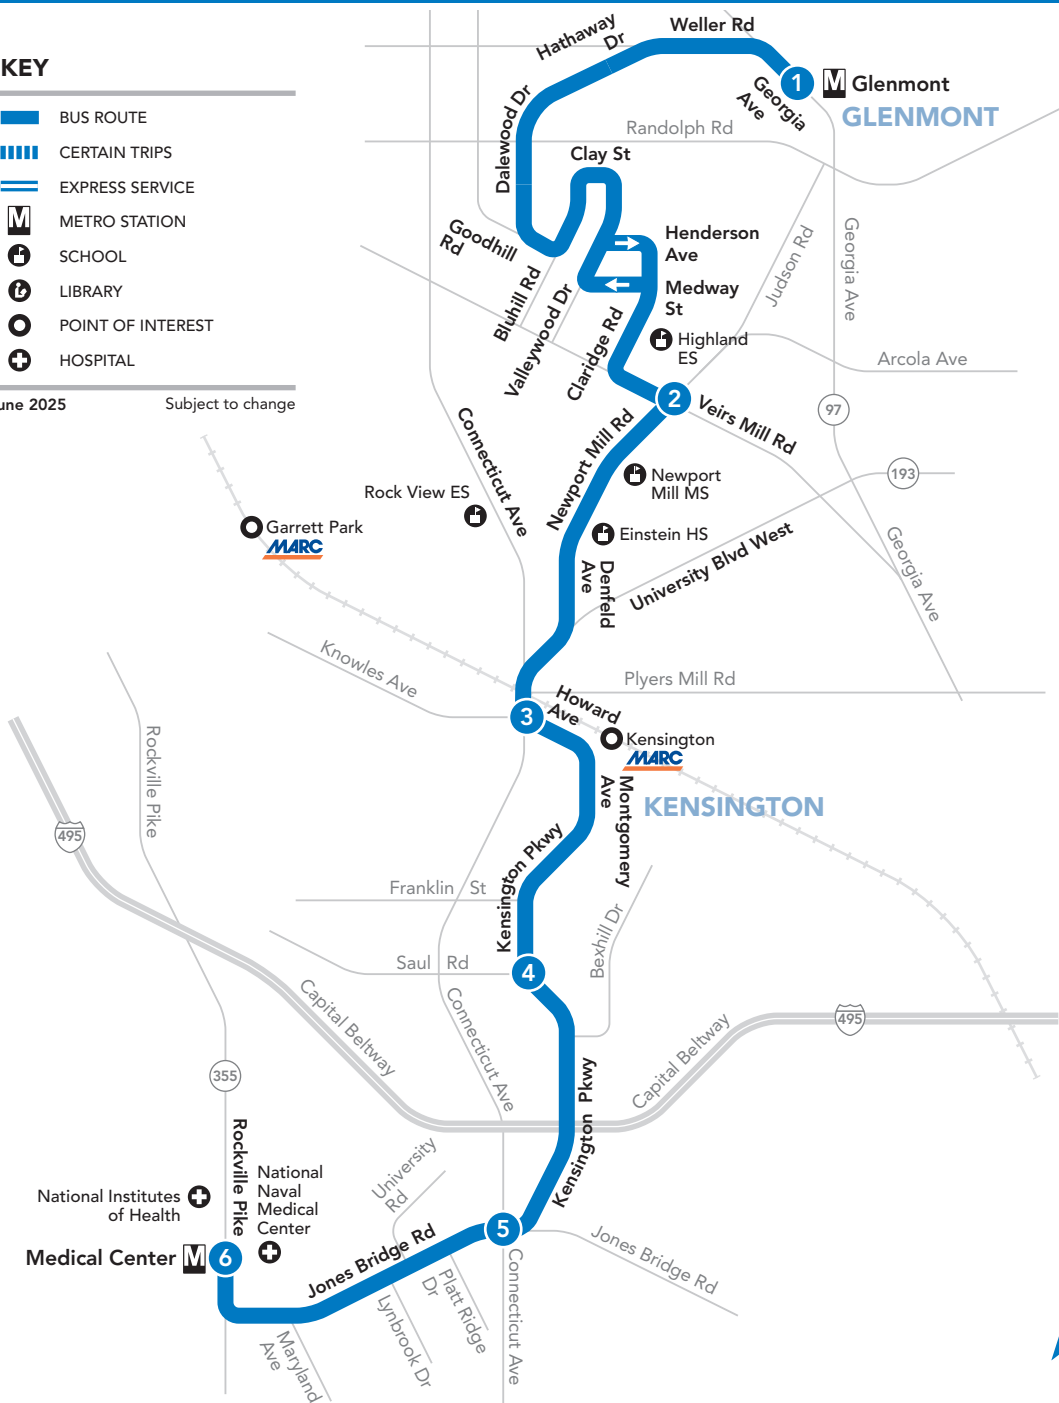 KEY
BUS ROUTE
CERTAIN TRIPS
EXPRESS SERVICE
M METRO STATION
SCHOOL
LIBRARY
POINT OF INTEREST
HOSPITAL
une 2025
Subject to change
Weller Rd
Hathaway
Dr
1
M Glenmont
GLENMONT
Georgia
Ave
Dalewood Dr
Randolph Rd
Clay St
Goodhill
Rd
Henderson
Ave
Medway
St
Judson Rd
Georgia Ave
Bluhill Rd
Valleywood Dr
Claridge Rd
Highland
ES
Arcola Ave
2
Veirs Mill Rd
97
Connecticut Ave
Newport Mill Rd
Newport
Mill MS
193
Rock View ES
Garrett Park
MARC
Einstein HS
University Blvd West
Georgia Ave
Denfeld
Ave
Knowles Ave
Plyers Mill Rd
3
Howard
Ave
Kensington
MARC
KENSINGTON
Montgomery
Ave
Rockville Pike
495
Kensington Pkwy
Franklin St
Bexhill Dr
Saul Rd
4
Capital Beltway
Connecticut Ave
Capital Beltway
495
355
Kensington Pkwy
Rockville Pike
University
Rd
National Institutes
of Health
National
Naval
Medical
Center
Medical Center M
6
5
Jones Bridge Rd
Jones Bridge Rd
Connecticut Ave
Platt Ridge
Dr
Lynbrook Dr
Maryland
Ave